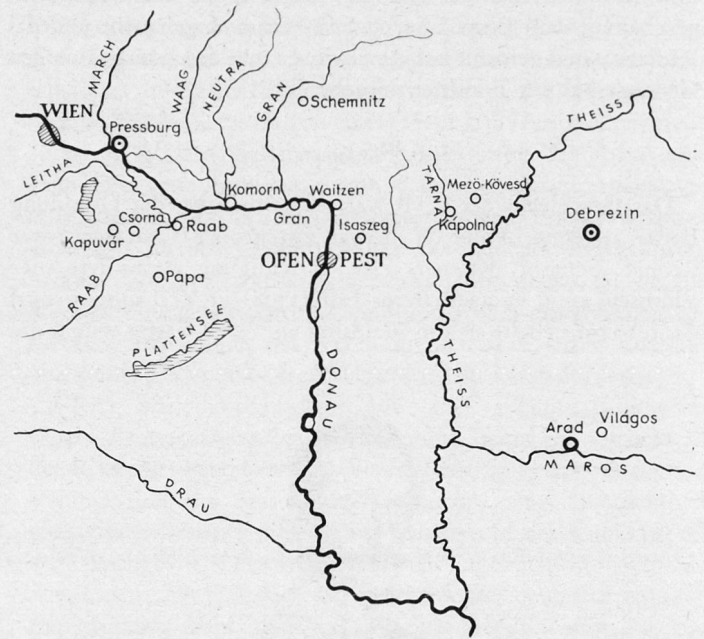 MARCH
WAAG
NEUTRA
GRAN
Schemnitz
THEISS
WIEN
Pressburg
LEITHA
TARNA
Mezö-Kövesd
Komorn
Waitzen
Gran
Kápolna
Debrezin
Csorna
Raab
Isaszeg
Kapuvár
OFEN PEST
RAAB
Papa
PLATTENSEE
DONAU
THEISS
Világos
Arad
MAROS
DRAU